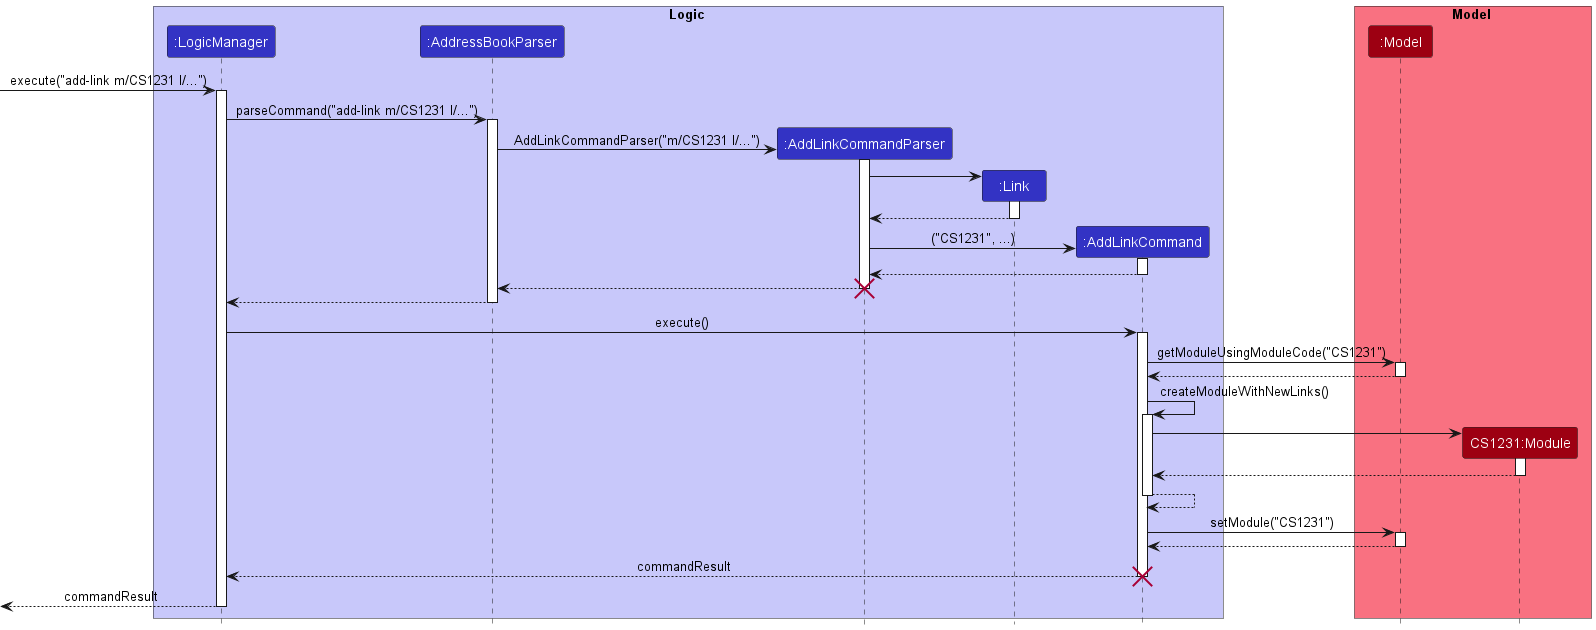 Logic
Model
:LogicManager
:AddressBookParser
:Model
execute("add-link m/CS1231 l/...")
parseCommand("add-link m/CS1231 l/...")
AddLinkCommandParser("m/CS1231 l/...")
:AddLinkCommandParser
:Link
("CS1231", ...)
:AddLinkCommand
execute()
getModuleUsingModuleCode("CS1231")
createModuleWithNewLinks()
CS1231:Module
setModule("CS1231")
commandResult
commandResult